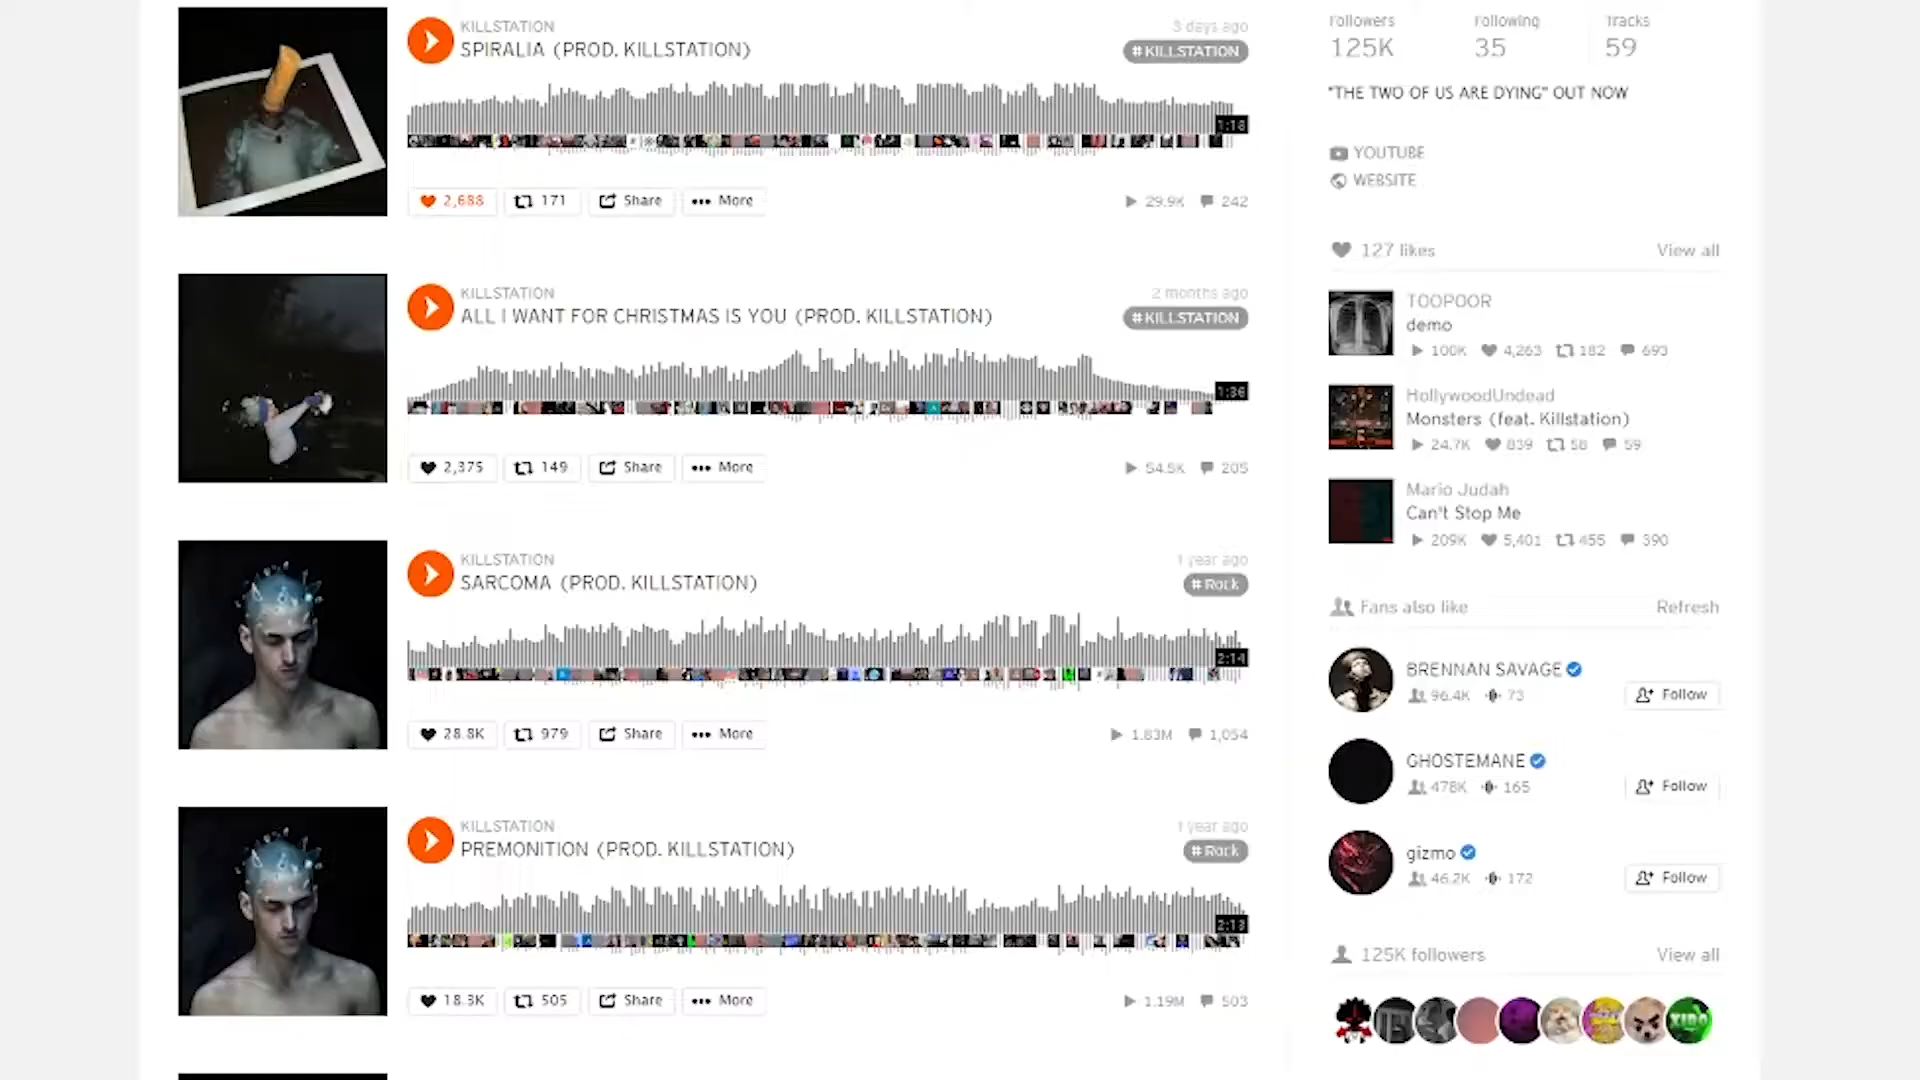 KILLSTATION
3 days ago
SPIRALIA (PROD. KILLSTATION)
# KILLSTATION
1:18
2,688
171
Share
More
29.9K
242
KILLSTATION
2 months ago
ALL I WANT FOR CHRISTMAS IS YOU (PROD. KILLSTATION)
# KILLSTATION
1:36
2,375
149
Share
More
54.5K
205
KILLSTATION
1 year ago
SARCOMA (PROD. KILLSTATION)
# Rock
2:14
28.8K
979
Share
More
1.83M
1,054
KILLSTATION
1 year ago
PREMONITION (PROD. KILLSTATION)
# Rock
2:13
18.3K
505
Share
More
1.19M
503
Followers
Following
Tracks
125K
35
59
"THE TWO OF US ARE DYING" OUT NOW
YOUTUBE
WEBSITE
127 likes
View all
TOOPOOR
demo
100K 4,263 182 693
HollywoodUndead
Monsters (feat. Killstation)
24.7K 839 58 59
Mario Judah
Can't Stop Me
209K 5,401 455 390
Fans also like
Refresh
BRENNAN SAVAGE
96.4K 73
Follow
GHOSTEMANE
478K 165
Follow
gizmo
46.2K 172
Follow
125K followers
View all
XIBO